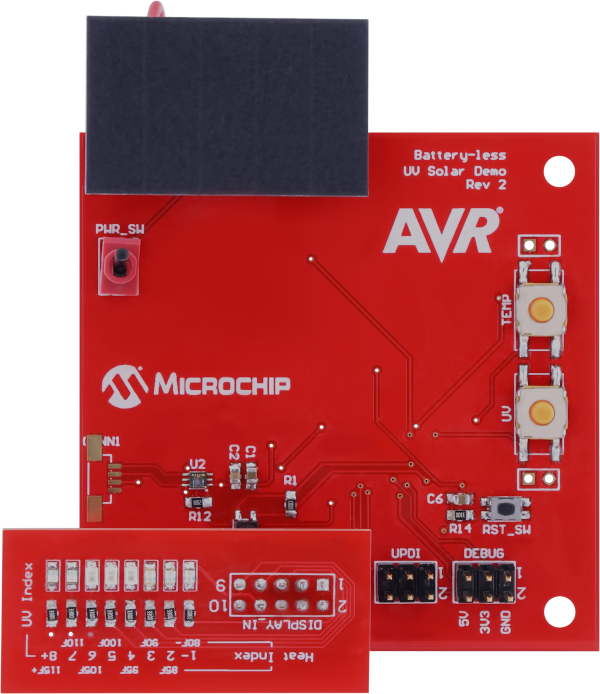 Battery-less
UV Solar Demo
Rev 2
AVR®
PWR_SW
TEMP
MICROCHIP
UV
U2
C2
C1
R1
R12
C6
R14
RST_SW
UPDI
1
2
DEBUG
1
2
5V
3V3
GND
UV Index
9
1
10
2
DISPLAY_IN
Heat Index
8+ 7 6 5 4 3 2 1-
110F 100F 90F 80F-
115F+ 105F 95F 85F